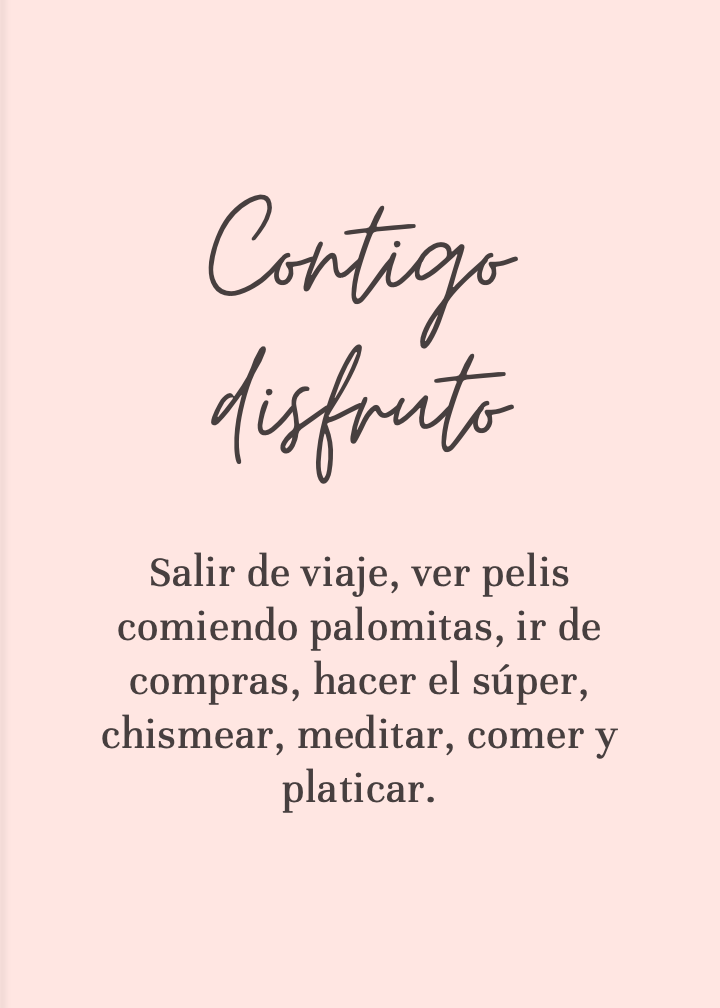 Contigo
disfruto
Salir de viaje, ver pelis
comiendo palomitas, ir de
compras, hacer el súper,
chismear, meditar, comer y
platicar.